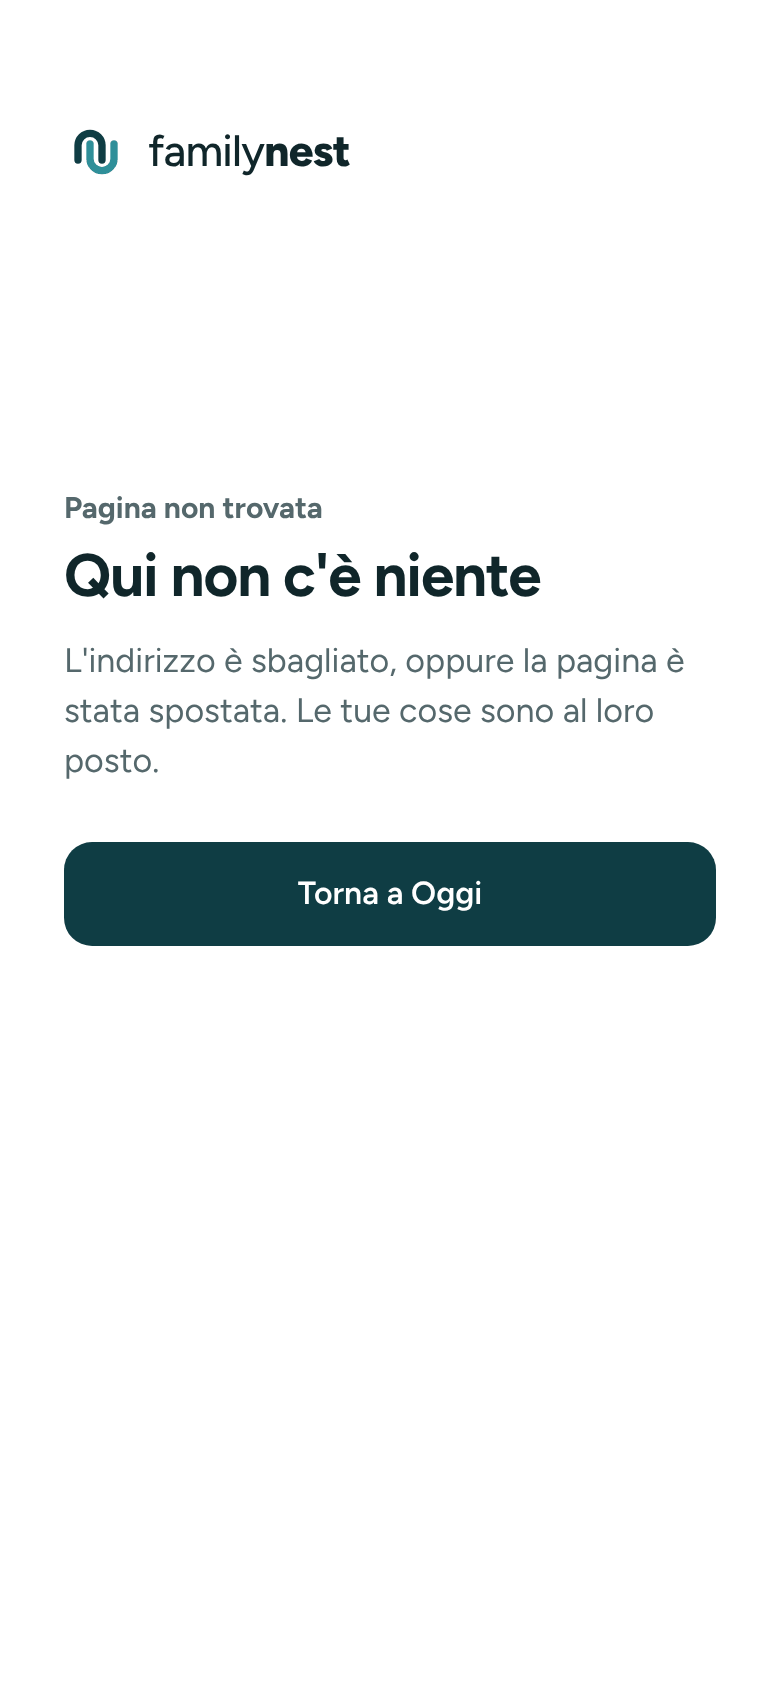 familynest
Pagina non trovata
Qui non c'è niente
L'indirizzo è sbagliato, oppure la pagina è
stata spostata. Le tue cose sono al loro
posto.
Torna a Oggi